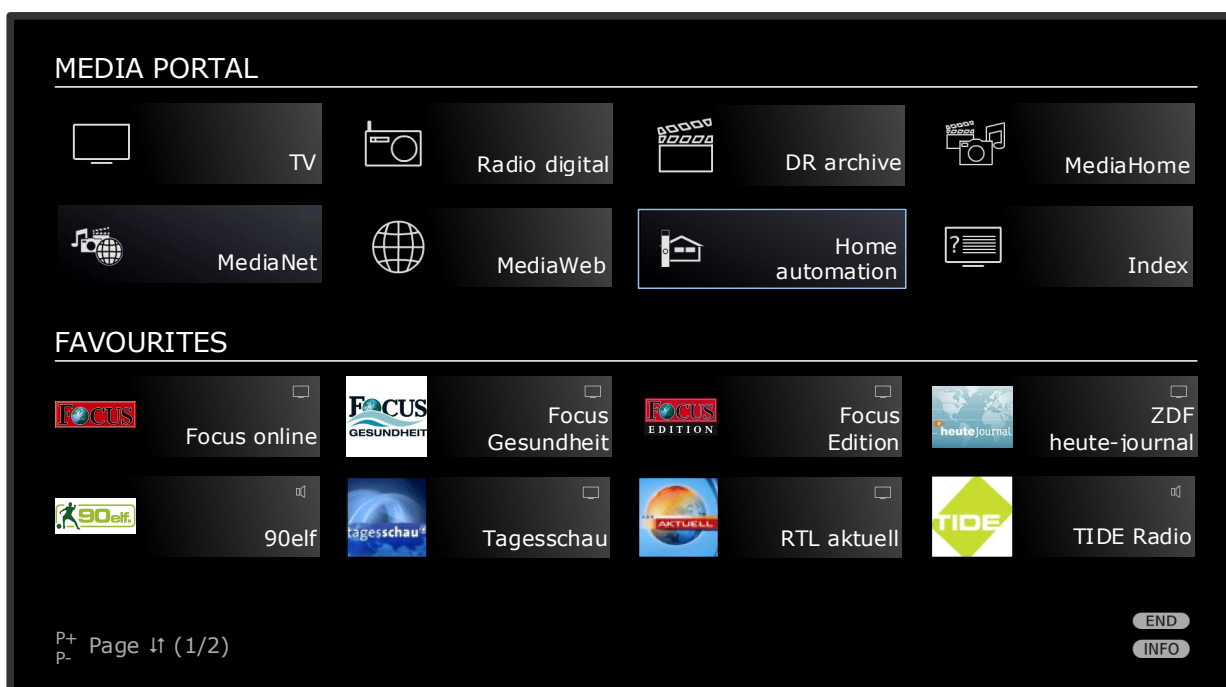 MEDIA PORTAL
TV
Radio digital
DR archive
MediaHome
MediaNet
MediaWeb
Home
automation
?
Index
FAVOURITES
FOCUS
Focus online
FOCUS
GESUNDHEIT
Focus
Gesundheit
FOCUS
EDITION
Focus
Edition
heutejournal
ZDF
heute-journal
90elf.
90elf
tagesschau
Tagesschau
AKTUELL
RTL aktuell
TIDE
TIDE Radio
P+
P-
Page ↓↑ (1/2)
END
INFO